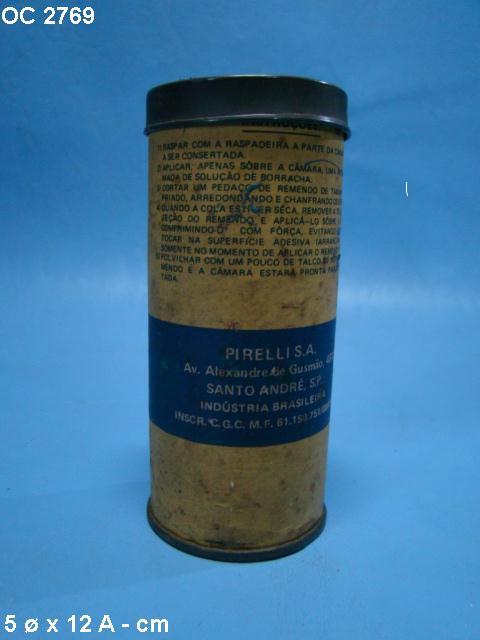 OC 2769
INSTRUÇÕES:
1) RASPAR COM A RASPADEIRA A PARTE DA
A SER CONSERTADA.
2) APLICAR, APENAS SÔBRE A CÂMARA, UMA
MADA DE SOLUÇÃO DE BORRACHA.
3) CORTAR UM PEDAÇO DE REMENDO DE
PRIADO, ARREDONDANDO E CHANFRANDO
4) QUANDO A COLA ESTIVER SÊCA, REMOVER A
ÇÃO DO REMENDO E APLICÁ-LO SÔBRE
COMPRIMINDO-O COM FÔRÇA, EVITANDO
TOCAR NA SUPERFÍCIE ADESIVA
SÒMENTE NO MOMENTO DE APLICAR O
5) POLVILHAR COM UM POUCO DE TALCO
MENDO E A CÂMARA ESTARÁ PRONTA
TADA.
PIRELLI S.A.
Av. Alexandre de Gusmão,
SANTO ANDRÉ, S.P.
INDÚSTRIA BRASILEIRA
INSCR. C.G.C. M.F. 61.150.751
5 ø x 12 A - cm